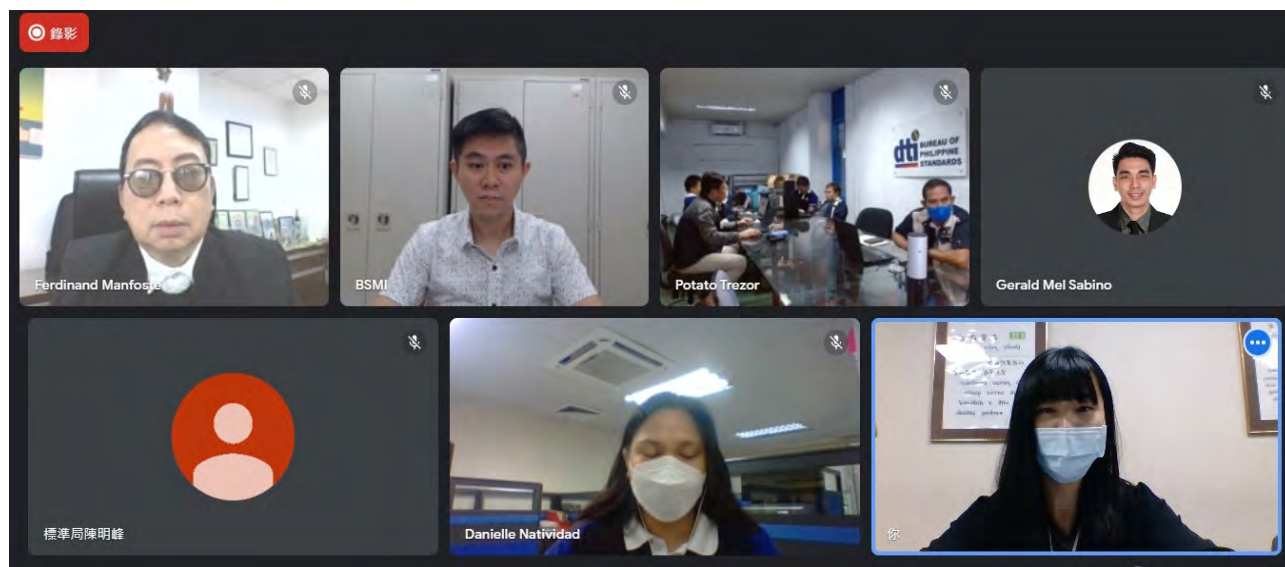 錄影
dti BUREAU OF
PHILIPPINE
STANDARDS
Ferdinand Manfoste
BSMI
Potato Trezor
Gerald Mel Sabino
標準局陳明峰
Danielle Natividad
你